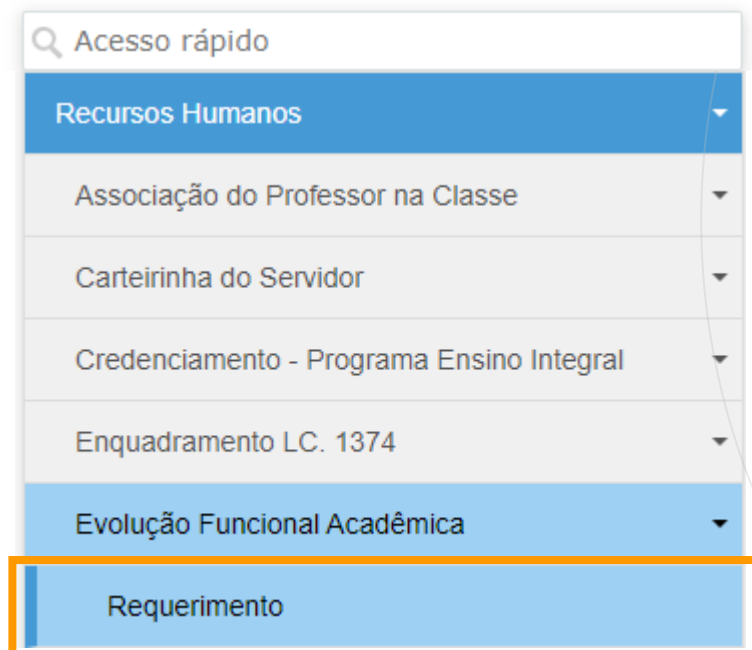 Acesso rápido
Recursos Humanos
Associação do Professor na Classe
Carteirinha do Servidor
Credenciamento - Programa Ensino Integral
Enquadramento LC. 1374
Evolução Funcional Acadêmica
Requerimento